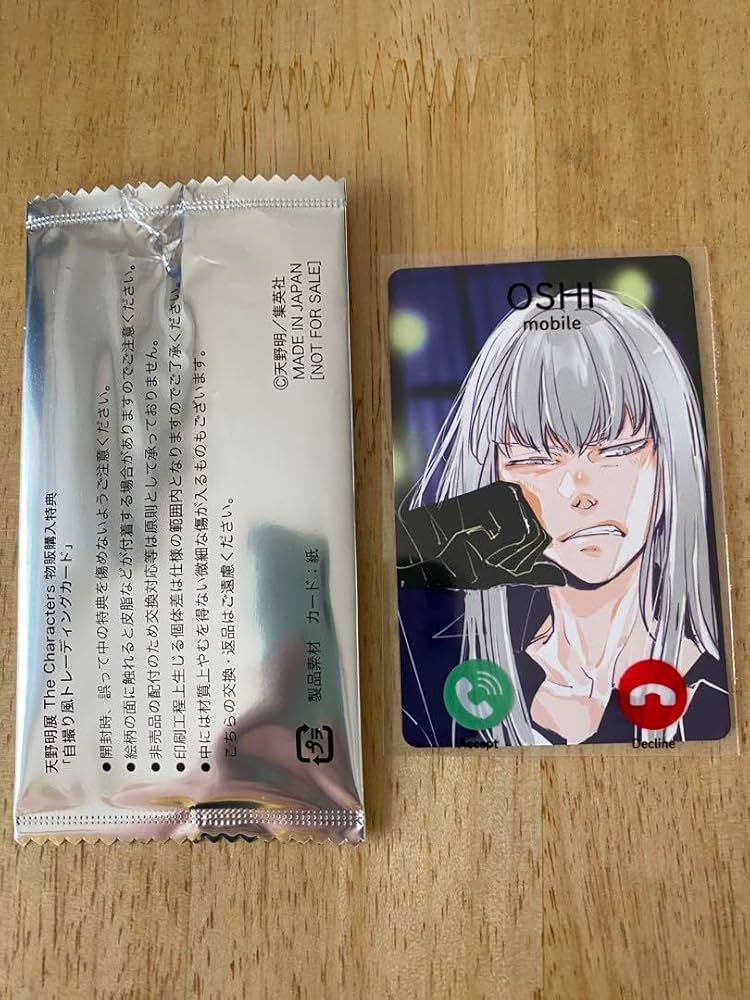 天野明展 The Characters 物販購入特典
「自撮り風トレーディングカード」
●開封時、誤って中の特典を傷めないようご注意ください。
●絵柄の面に触れると皮脂などが付着する場合がありますのでご注意ください。
●非売品の配付のため交換対応等は原則として承っておりません。
●印刷工程上生じる個体差は仕様の範囲内となりますのでご了承ください。
●中には材質上やむを得ない微細な傷が入るものもございます。
こちらの交換・返品はご遠慮ください。
製品素材 カード：紙
プラ
©天野明／集英社
MADE IN JAPAN
[NOT FOR SALE]
OSHI
mobile
Accept
Decline